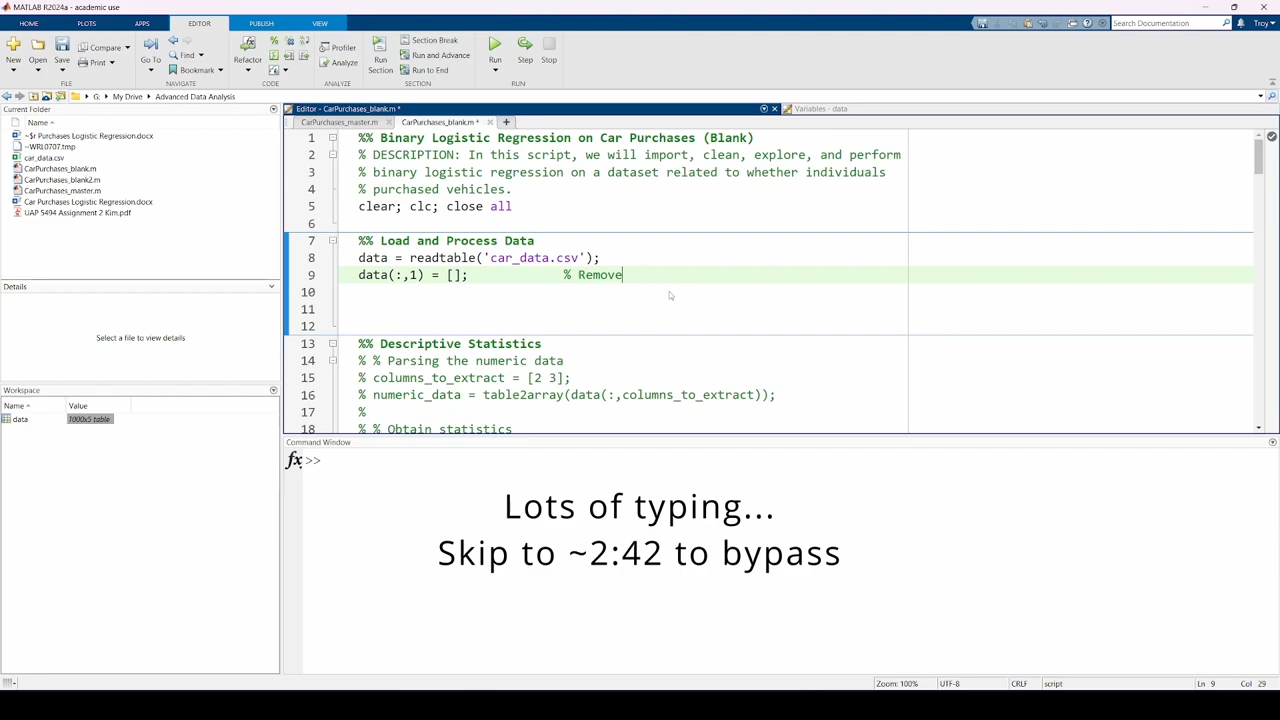 MATLAB R2024a - academic use
HOME PLOTS APPS EDITOR PUBLISH VIEW
Search Documentation
Troy
New Open Save
Compare
Print
Go To
Find
Bookmark
Refactor
Profiler
Analyze
Run Section
Section Break
Run and Advance
Run to End
Run Step Stop
FILE NAVIGATE CODE ANALYZE SECTION RUN
G: My Drive Advanced Data Analysis
Current Folder
Name
~$r Purchases Logistic Regression.docx
~WRL0707.tmp
car_data.csv
CarPurchases_blank.m
CarPurchases_blank2.m
CarPurchases_master.m
Car Purchases Logistic Regression.docx
UAP 5494 Assignment 2 Kim.pdf
Details
Select a file to view details
Workspace
Name Value
data 1000x5 table
Editor - CarPurchases_blank.m *
Variables - data
CarPurchases_master.m CarPurchases_blank.m *
1 %% Binary Logistic Regression on Car Purchases (Blank)
2 % DESCRIPTION: In this script, we will import, clean, explore, and perform
3 % binary logistic regression on a dataset related to whether individuals
4 % purchased vehicles.
5 clear; clc; close all
6
7 %% Load and Process Data
8 data = readtable('car_data.csv');
9 data(:,1) = []; % Remove
10
11
12
13 %% Descriptive Statistics
14 % % Parsing the numeric data
15 % columns_to_extract = [2 3];
16 % numeric_data = table2array(data(:,columns_to_extract));
17 %
18 % % Obtain statistics
Command Window
fx >>
Lots of typing...
Skip to ~2:42 to bypass
Zoom: 100% UTF-8 CRLF script Ln 9 Col 29